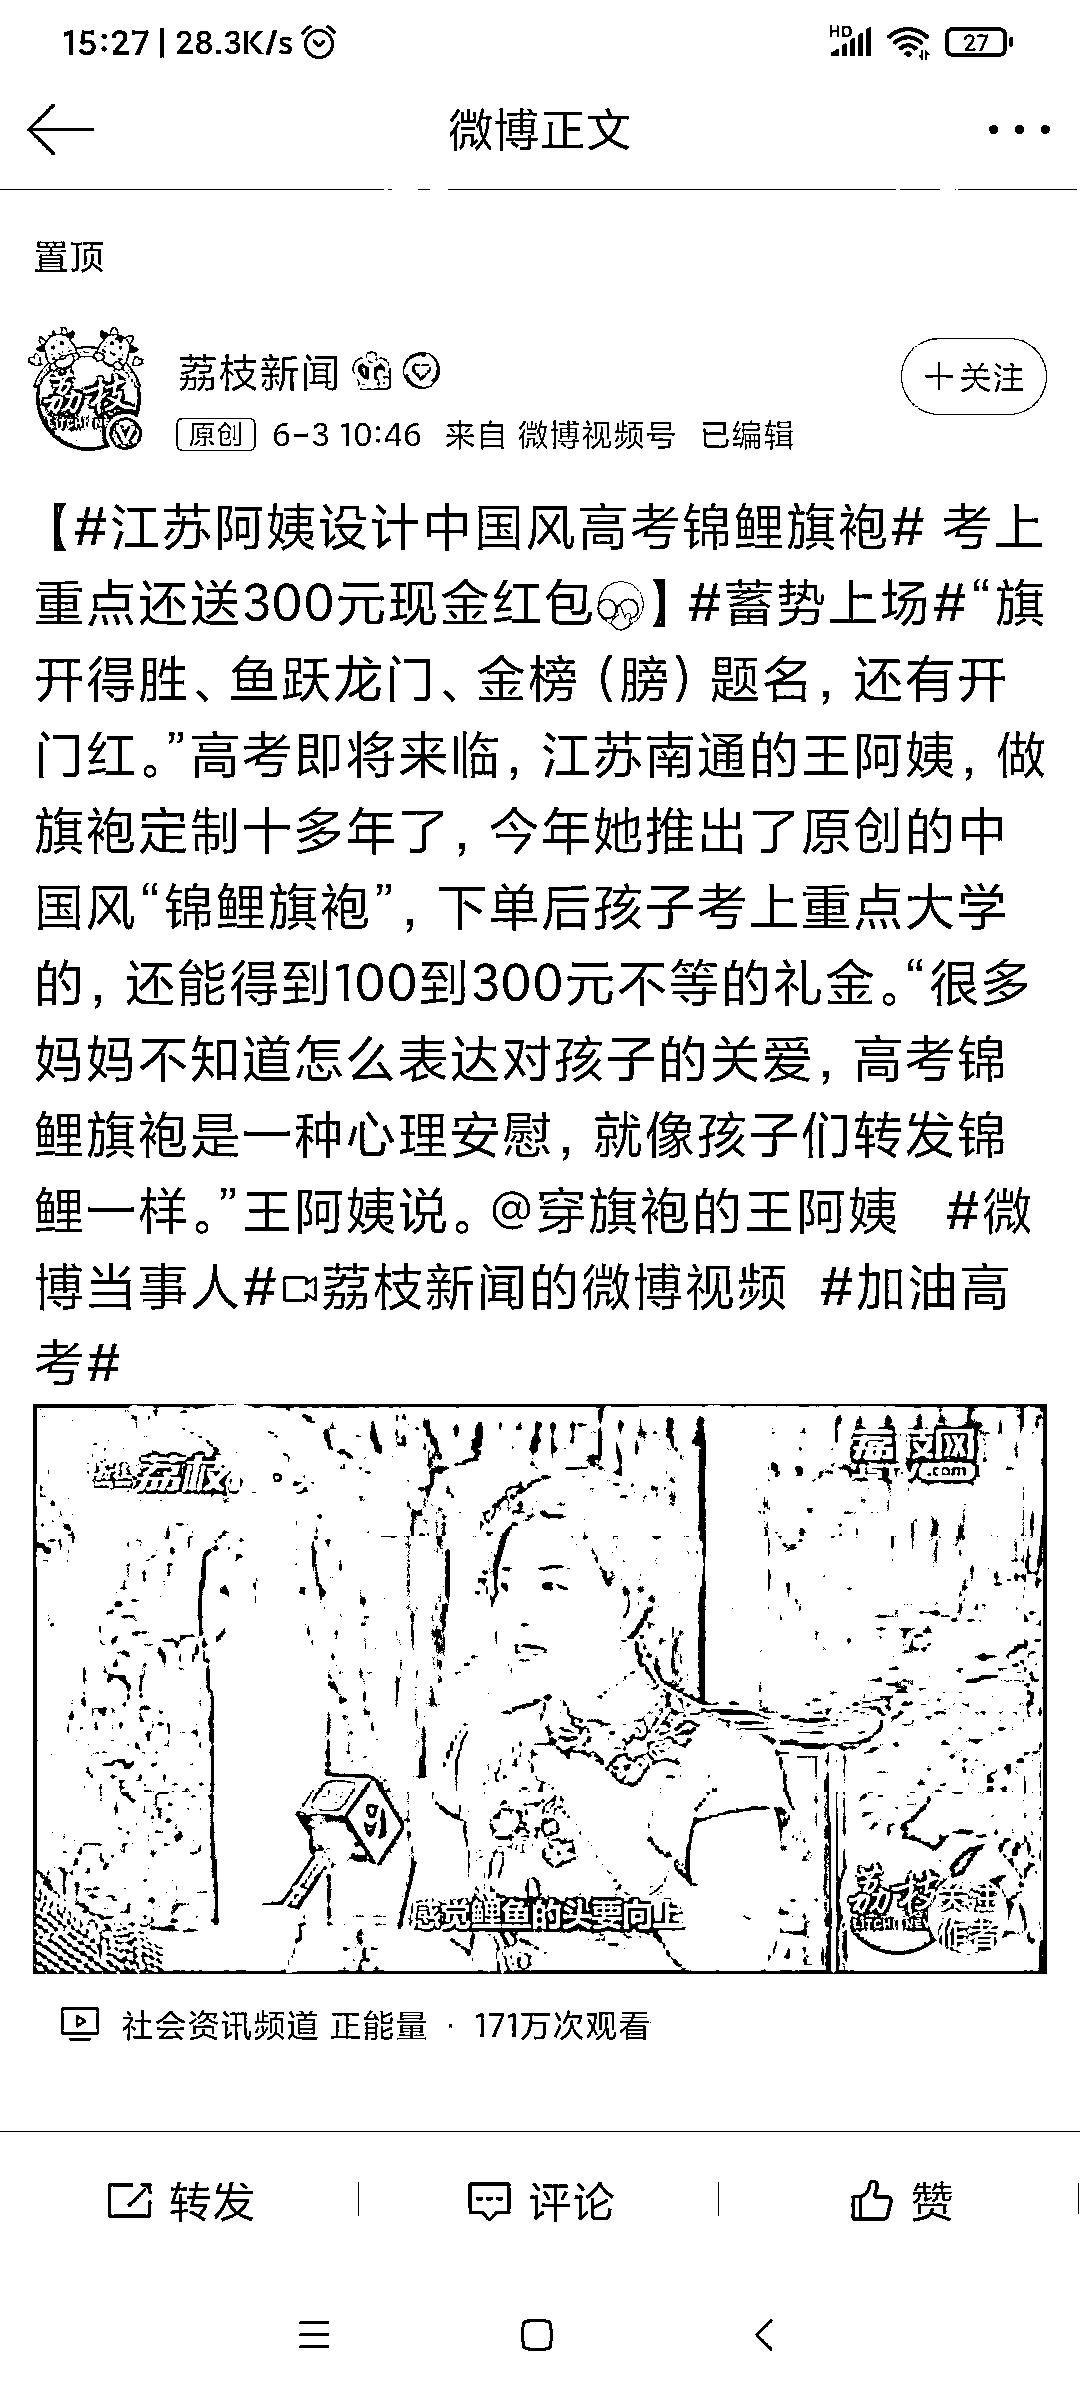 15:27 | 28.3K/s
HD
27
微博正文
置顶
荔枝
荔枝新闻
+关注
原创 6-3 10:46 来自 微博视频号 已编辑
【#江苏阿姨设计中国风高考锦鲤旗袍# 考上
重点还送300元现金红包】#蓄势上场#“旗
开得胜、鱼跃龙门、金榜（膀）题名，还有开
门红。”高考即将来临，江苏南通的王阿姨，做
旗袍定制十多年了，今年她推出了原创的中
国风“锦鲤旗袍”，下单后孩子考上重点大学
的，还能得到100到300元不等的礼金。“很多
妈妈不知道怎么表达对孩子的关爱，高考锦
鲤旗袍是一种心理安慰，就像孩子们转发锦
鲤一样。”王阿姨说。@穿旗袍的王阿姨 #微
博当事人#荔枝新闻的微博视频 #加油高
考#
荔枝
荔枝网
JSTV.com
感觉鲤鱼的头要向上
荔枝
关注
作者
社会资讯频道 正能量 · 171万次观看
转发
评论
赞